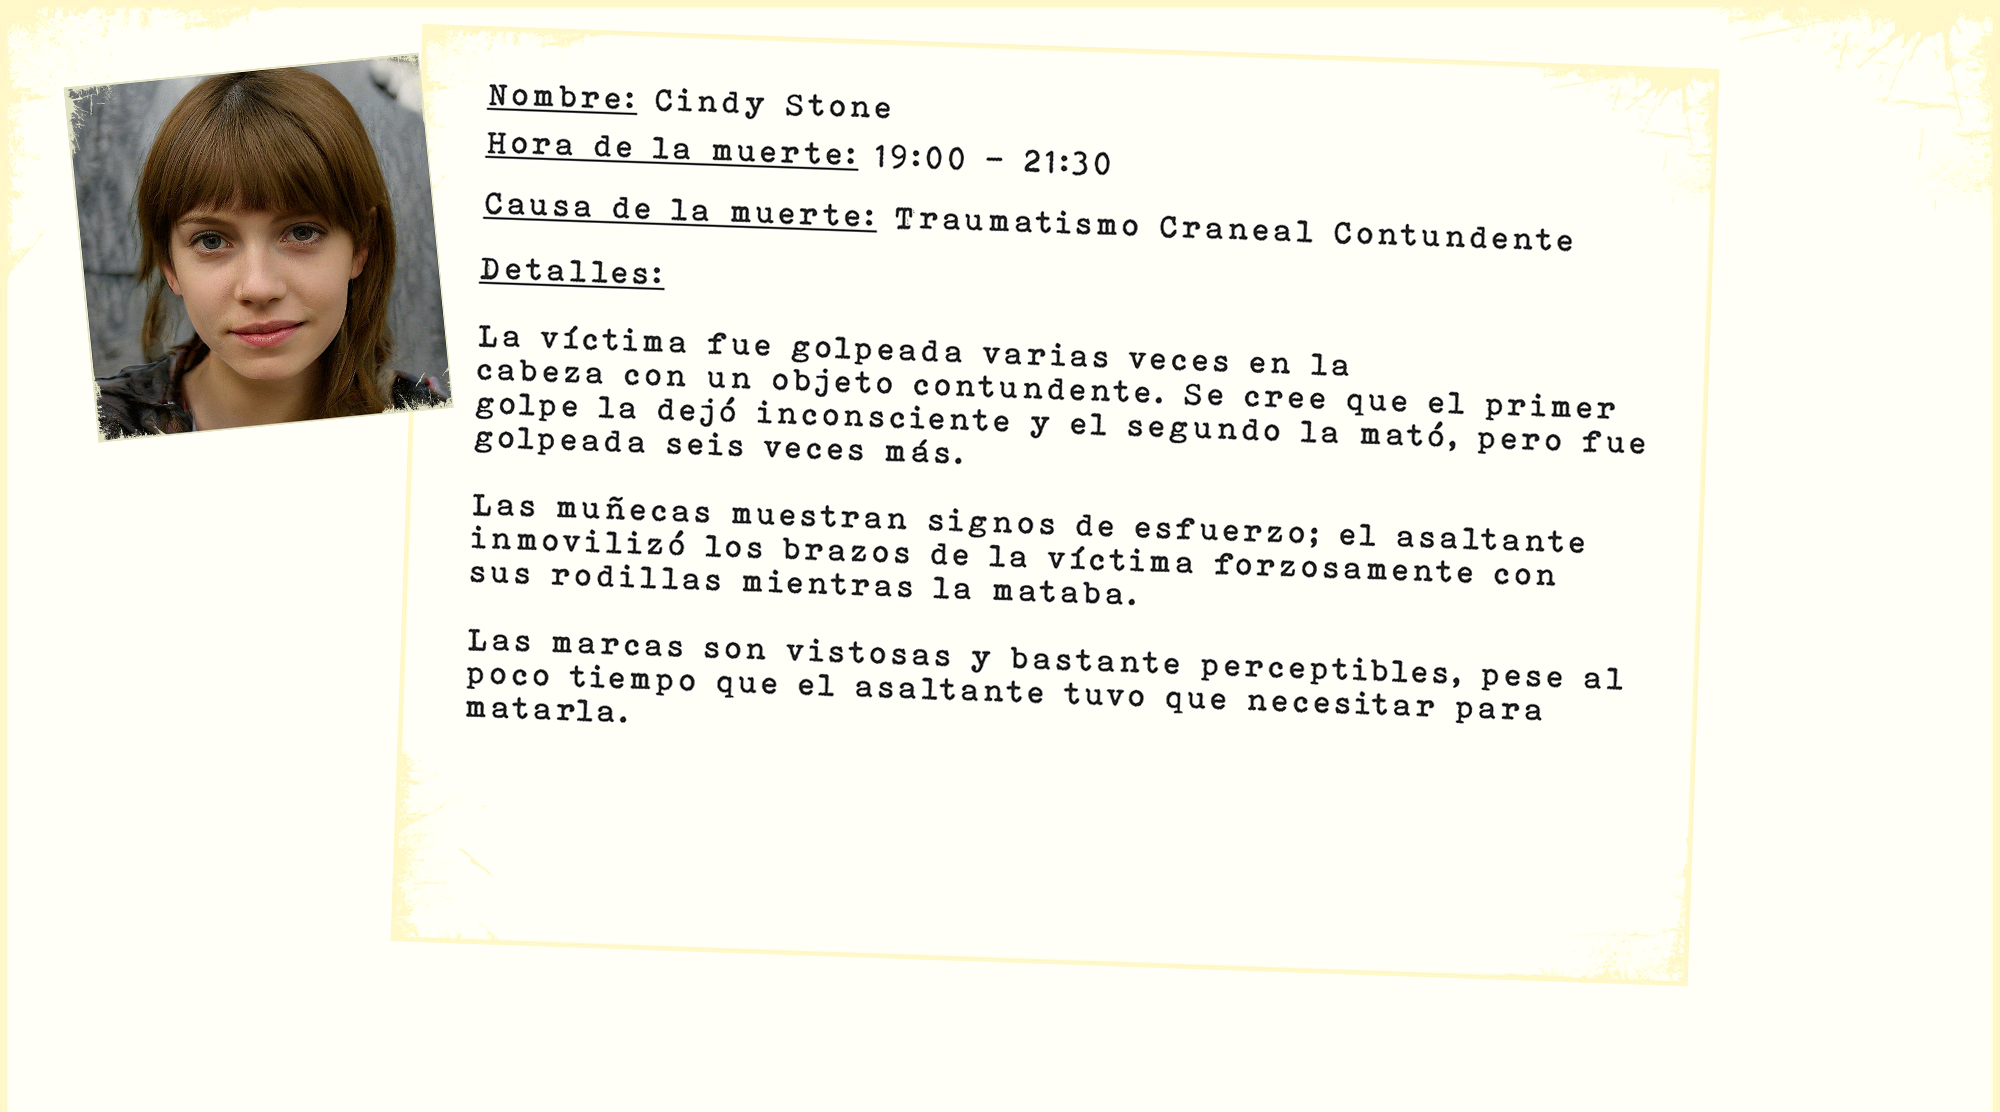 Nombre: Cindy Stone
Hora de la muerte: 19:00 - 21:30
Causa de la muerte: Traumatismo Craneal Contundente
Detalles:
La víctima fue golpeada varias veces en la
cabeza con un objeto contundente. Se cree que el primer
golpe la dejó inconsciente y el segundo la mató, pero fue
golpeada seis veces más.
Las muñecas muestran signos de esfuerzo; el asaltante
inmovilizó los brazos de la víctima forzosamente con
sus rodillas mientras la mataba.
Las marcas son vistosas y bastante perceptibles, pese al
poco tiempo que el asaltante tuvo que necesitar para
matarla.